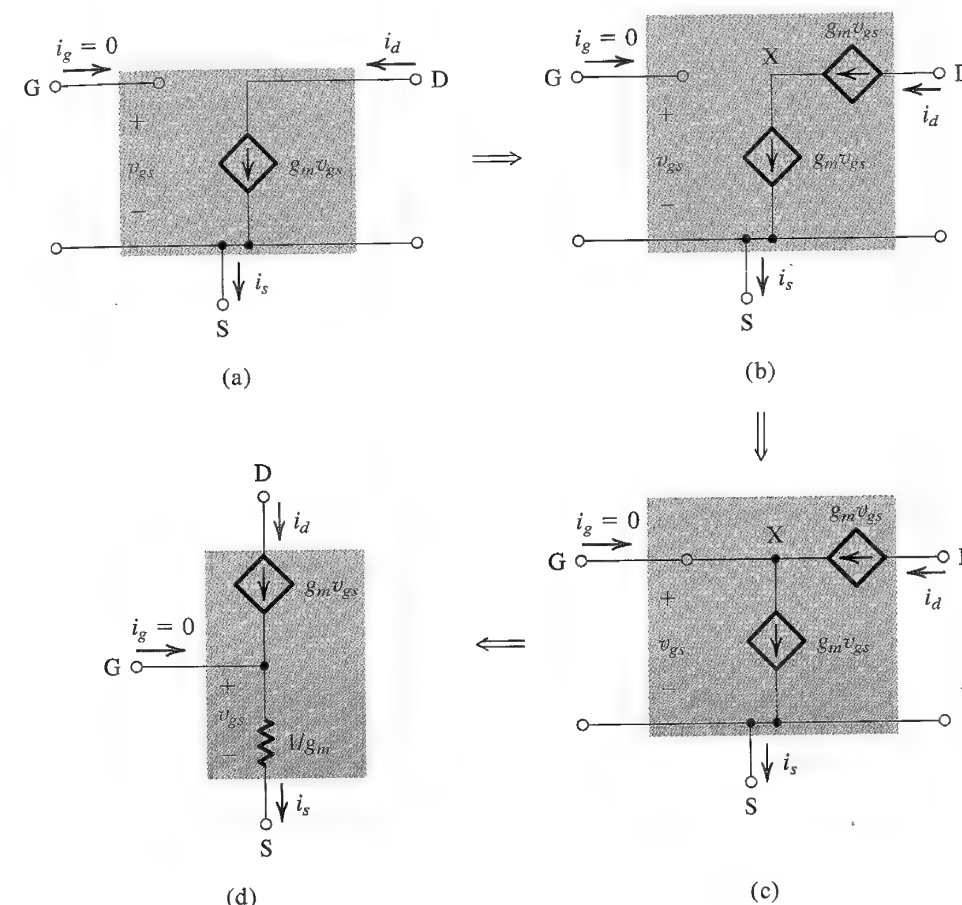 i_g = 0
i_d
G
D
+
v_gs
−
g_m v_gs
i_s
S
(a)
g_m v_gs
i_g = 0
X
G
D
i_d
+
v_gs
−
g_m v_gs
i_s
S
(b)
D
i_d
g_m v_gs
i_g = 0
G
+
v_gs
−
1/g_m
i_s
S
(d)
g_m v_gs
i_g = 0
X
G
i_d
+
v_gs
−
g_m v_gs
i_s
S
(c)